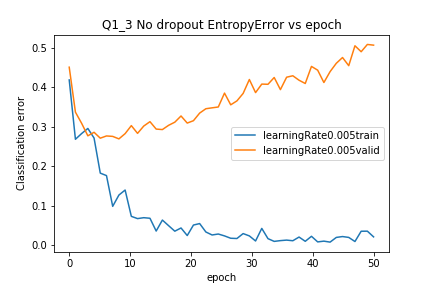 Q1_3 No dropout EntropyError vs epoch
Classification error
0.5
0.4
0.3
0.2
0.1
0.0
learningRate0.005train
learningRate0.005valid
0 10 20 30 40 50
epoch